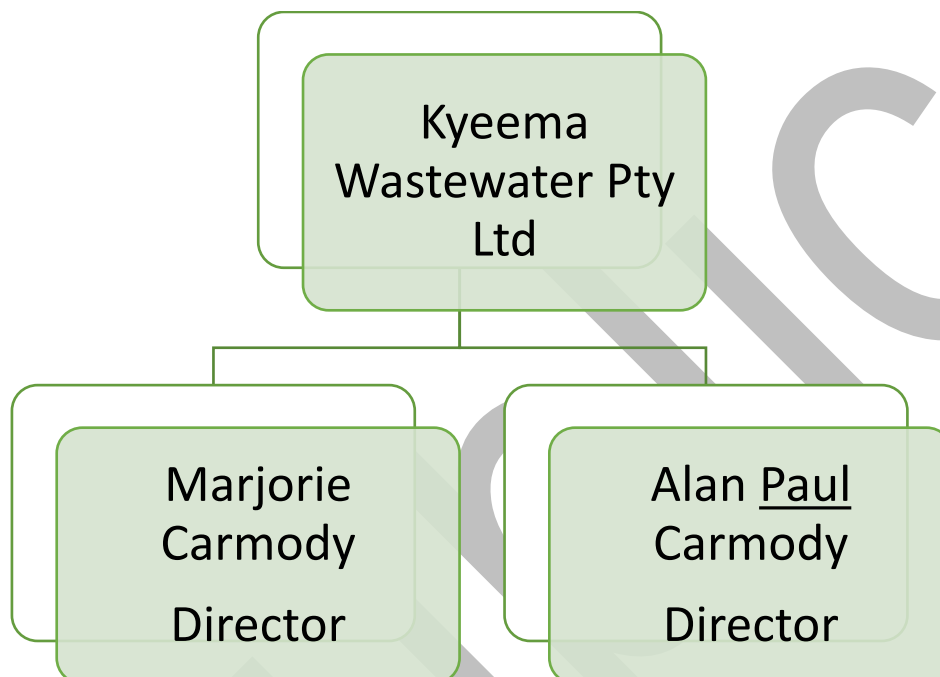 Kyeema
Wastewater Pty
Ltd
Marjorie
Carmody
Director
Alan Paul
Carmody
Director